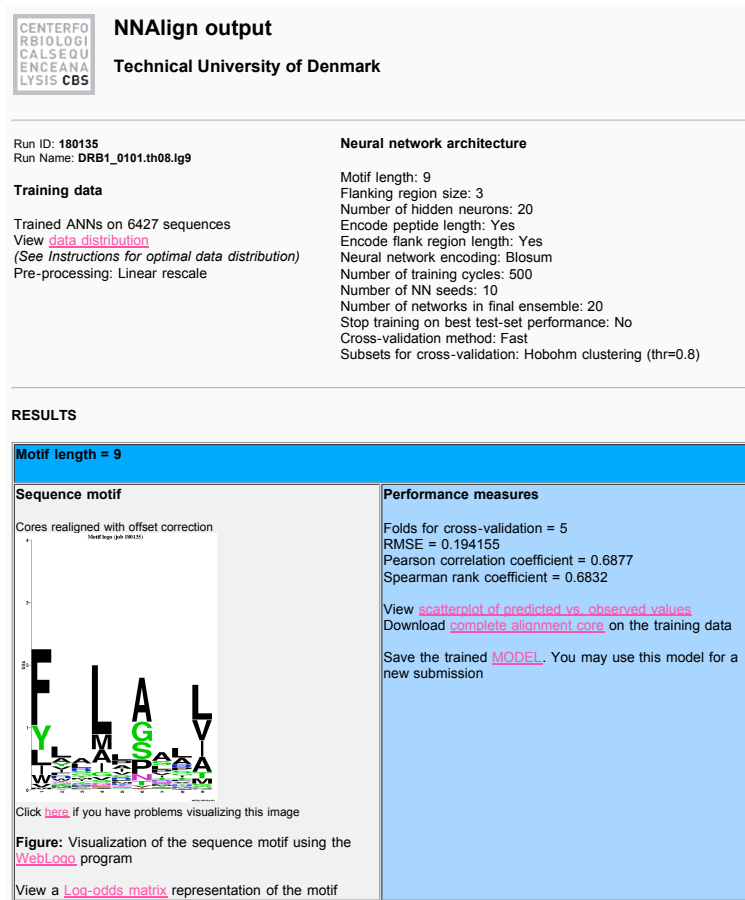 CENTERFO
RBIOLOGI
CALSEQU
ENCEANA
LYSIS CBS
NNAlign output
Technical University of Denmark
Run ID: 180135
Run Name: DRB1_0101.th08.lg9
Training data
Trained ANNs on 6427 sequences
View data distribution
(See Instructions for optimal data distribution)
Pre-processing: Linear rescale
Neural network architecture
Motif length: 9
Flanking region size: 3
Number of hidden neurons: 20
Encode peptide length: Yes
Encode flank region length: Yes
Neural network encoding: Blosum
Number of training cycles: 500
Number of NN seeds: 10
Number of networks in final ensemble: 20
Stop training on best test-set performance: No
Cross-validation method: Fast
Subsets for cross-validation: Hobohm clustering (thr=0.8)
RESULTS
Motif length = 9
Sequence motif
Cores realigned with offset correction
Motif logo (job 180135)
Click here if you have problems visualizing this image
Figure: Visualization of the sequence motif using the
WebLogo program
View a Log-odds matrix representation of the motif
Performance measures
Folds for cross-validation = 5
RMSE = 0.194155
Pearson correlation coefficient = 0.6877
Spearman rank coefficient = 0.6832
View scatterplot of predicted vs. observed values
Download complete alignment core on the training data
Save the trained MODEL. You may use this model for a
new submission